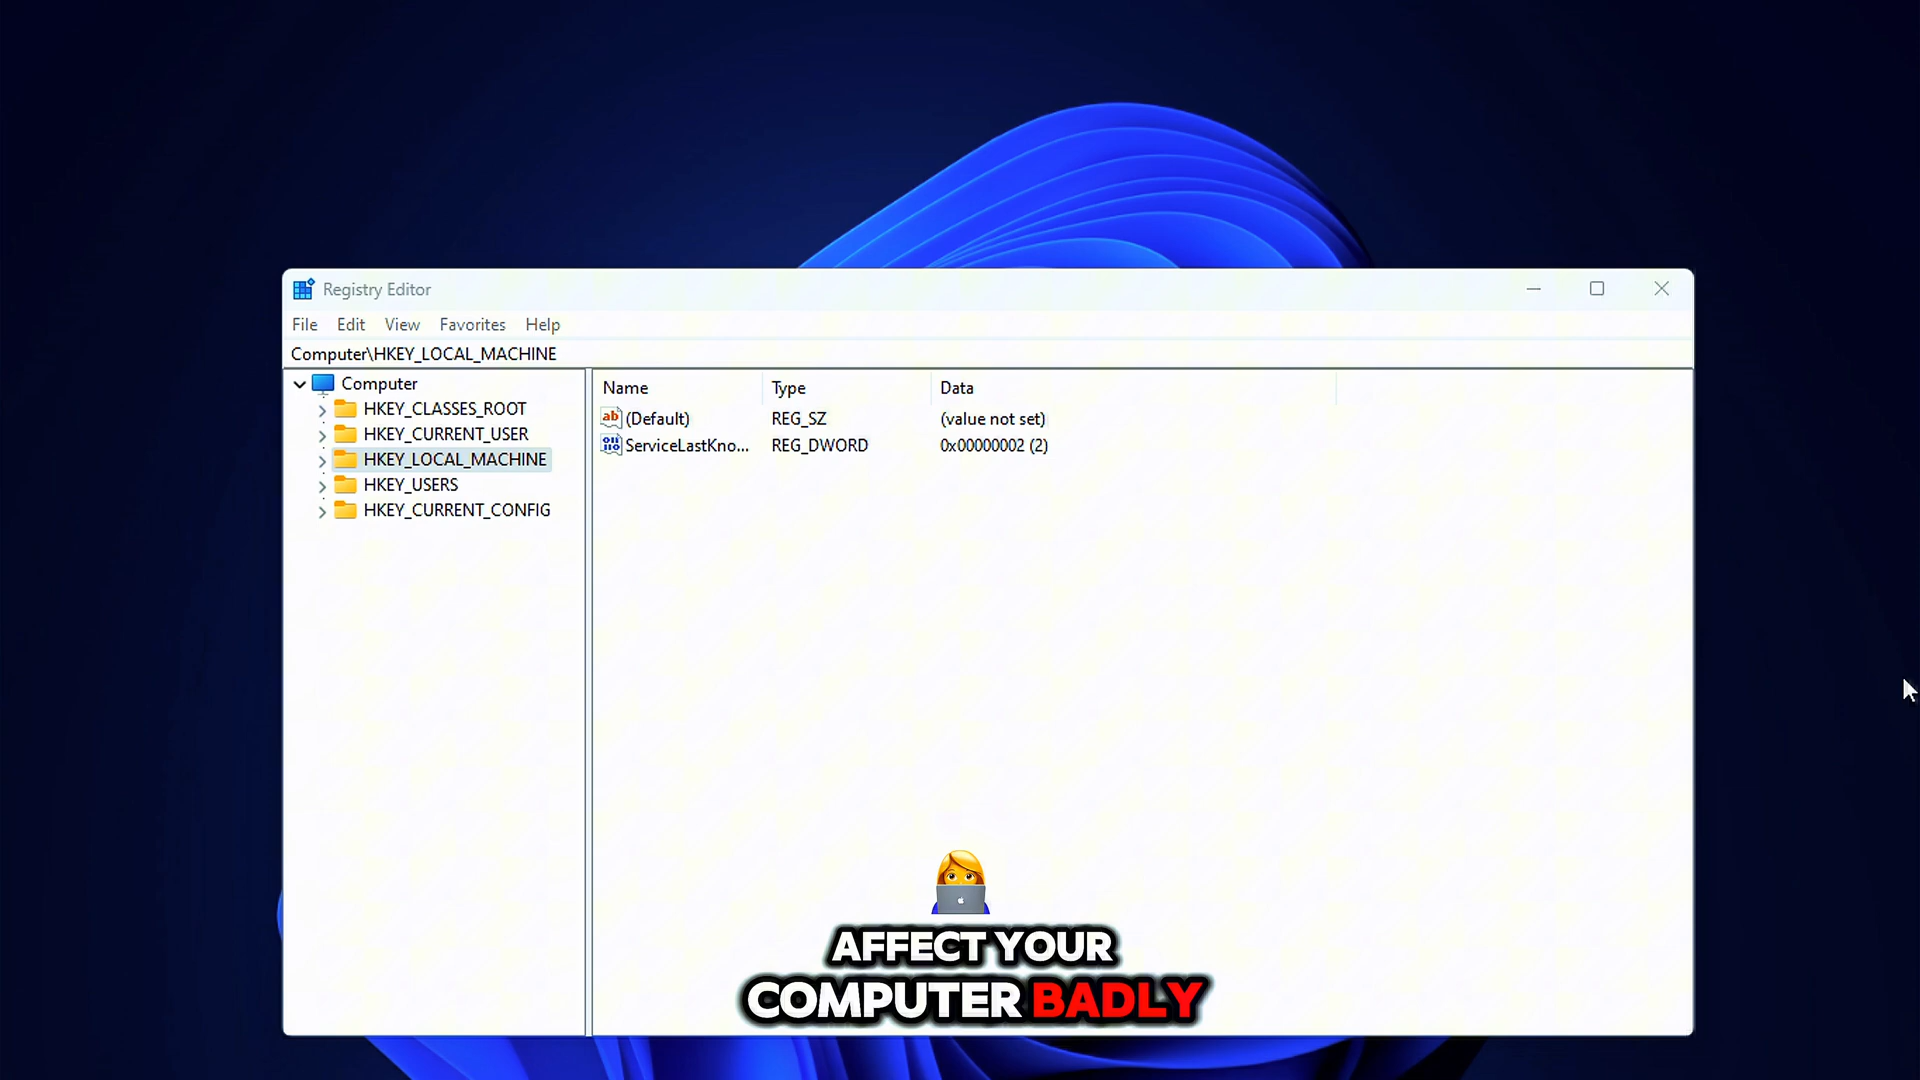 Registry Editor
File Edit View Favorites Help
Computer\HKEY_LOCAL_MACHINE
Computer
HKEY_CLASSES_ROOT
HKEY_CURRENT_USER
HKEY_LOCAL_MACHINE
HKEY_USERS
HKEY_CURRENT_CONFIG
Name Type Data
(Default) REG_SZ (value not set)
ServiceLastKno... REG_DWORD 0x00000002 (2)
AFFECT YOUR
COMPUTER BADLY